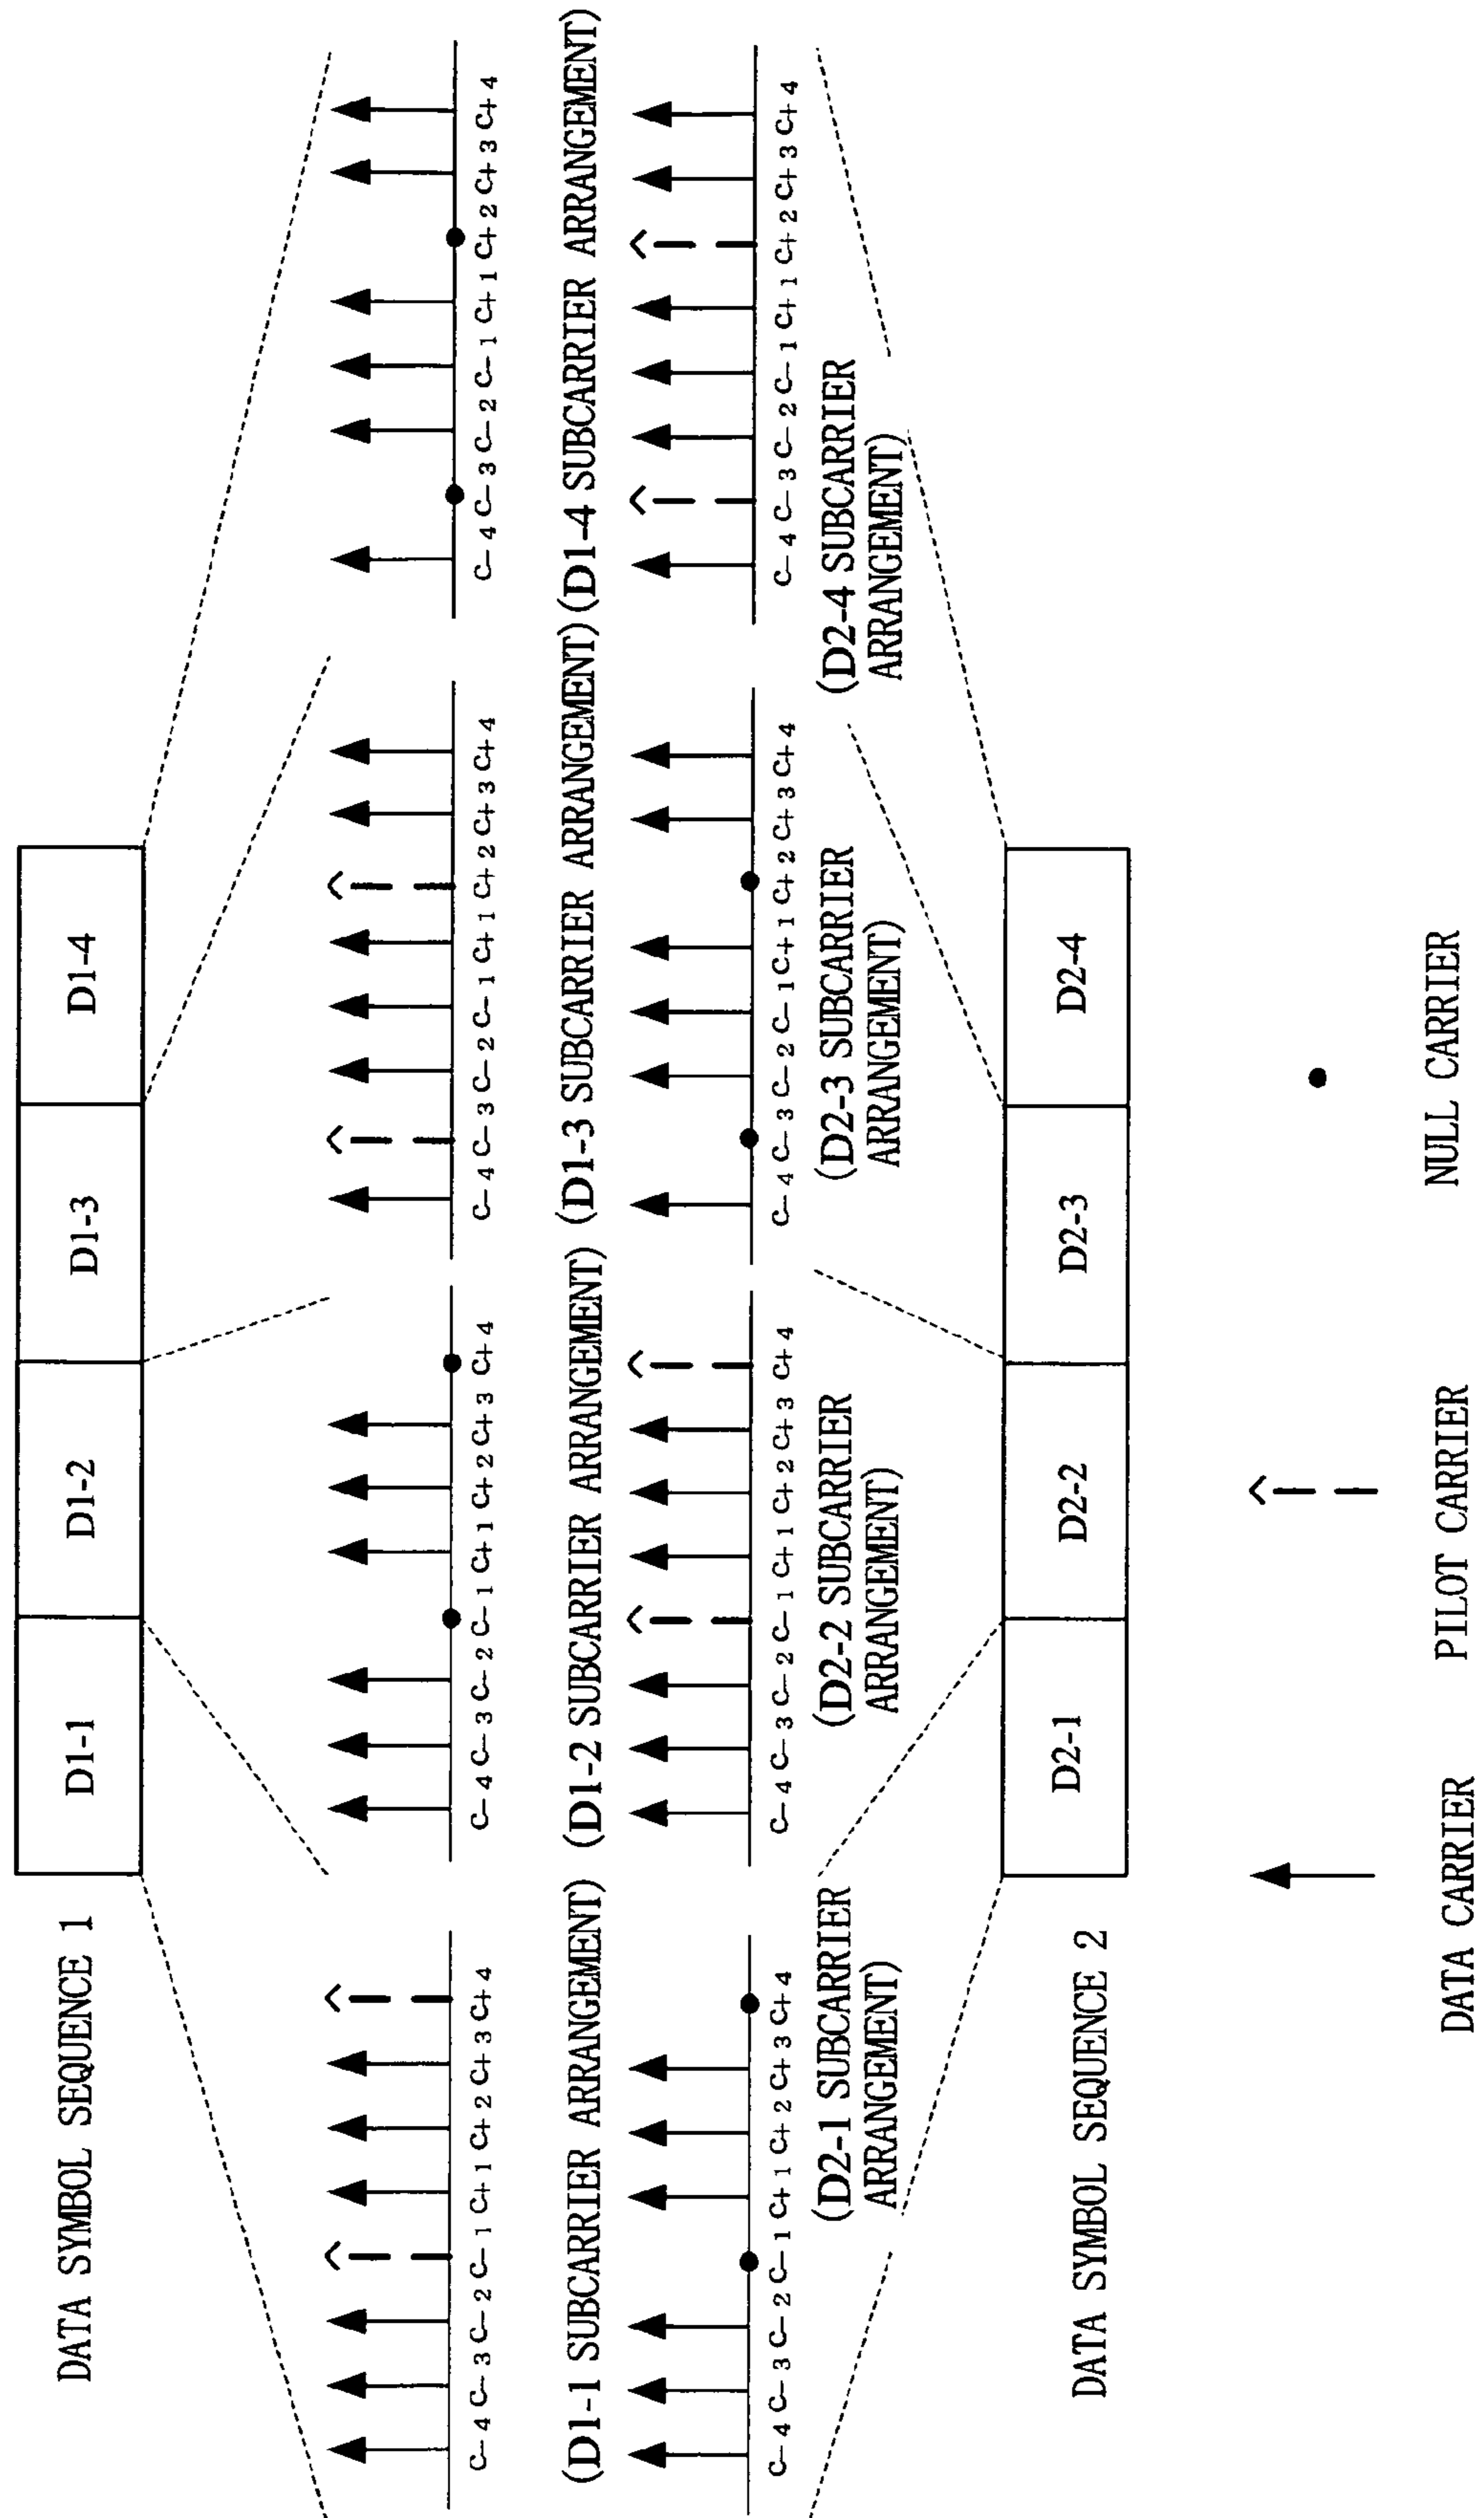 DATA SYMBOL SEQUENCE 1
D1-1 D1-2 D1-3 D1-4
C-4 C-3 C-2 C-1 C+1 C+2 C+3 C+4 C-4 C-3 C-2 C-1 C+1 C+2 C+3 C+4 C-4 C-3 C-2 C-1 C+1 C+2 C+3 C+4 C-4 C-3 C-2 C-1 C+1 C+2 C+3 C+4
(D1-1 SUBCARRIER ARRANGEMENT) (D1-2 SUBCARRIER ARRANGEMENT) (D1-3 SUBCARRIER ARRANGEMENT) (D1-4 SUBCARRIER ARRANGEMENT)
C-4 C-3 C-2 C-1 C+1 C+2 C+3 C+4 C-4 C-3 C-2 C-1 C+1 C+2 C+3 C+4 C-4 C-3 C-2 C-1 C+1 C+2 C+3 C+4 C-4 C-3 C-2 C-1 C+1 C+2 C+3 C+4
(D2-1 SUBCARRIER
ARRANGEMENT)
(D2-2 SUBCARRIER
ARRANGEMENT)
(D2-3 SUBCARRIER
ARRANGEMENT)
(D2-4 SUBCARRIER
ARRANGEMENT)
DATA SYMBOL SEQUENCE 2
D2-1 D2-2 D2-3 D2-4
DATA CARRIER
PILOT CARRIER
NULL CARRIER